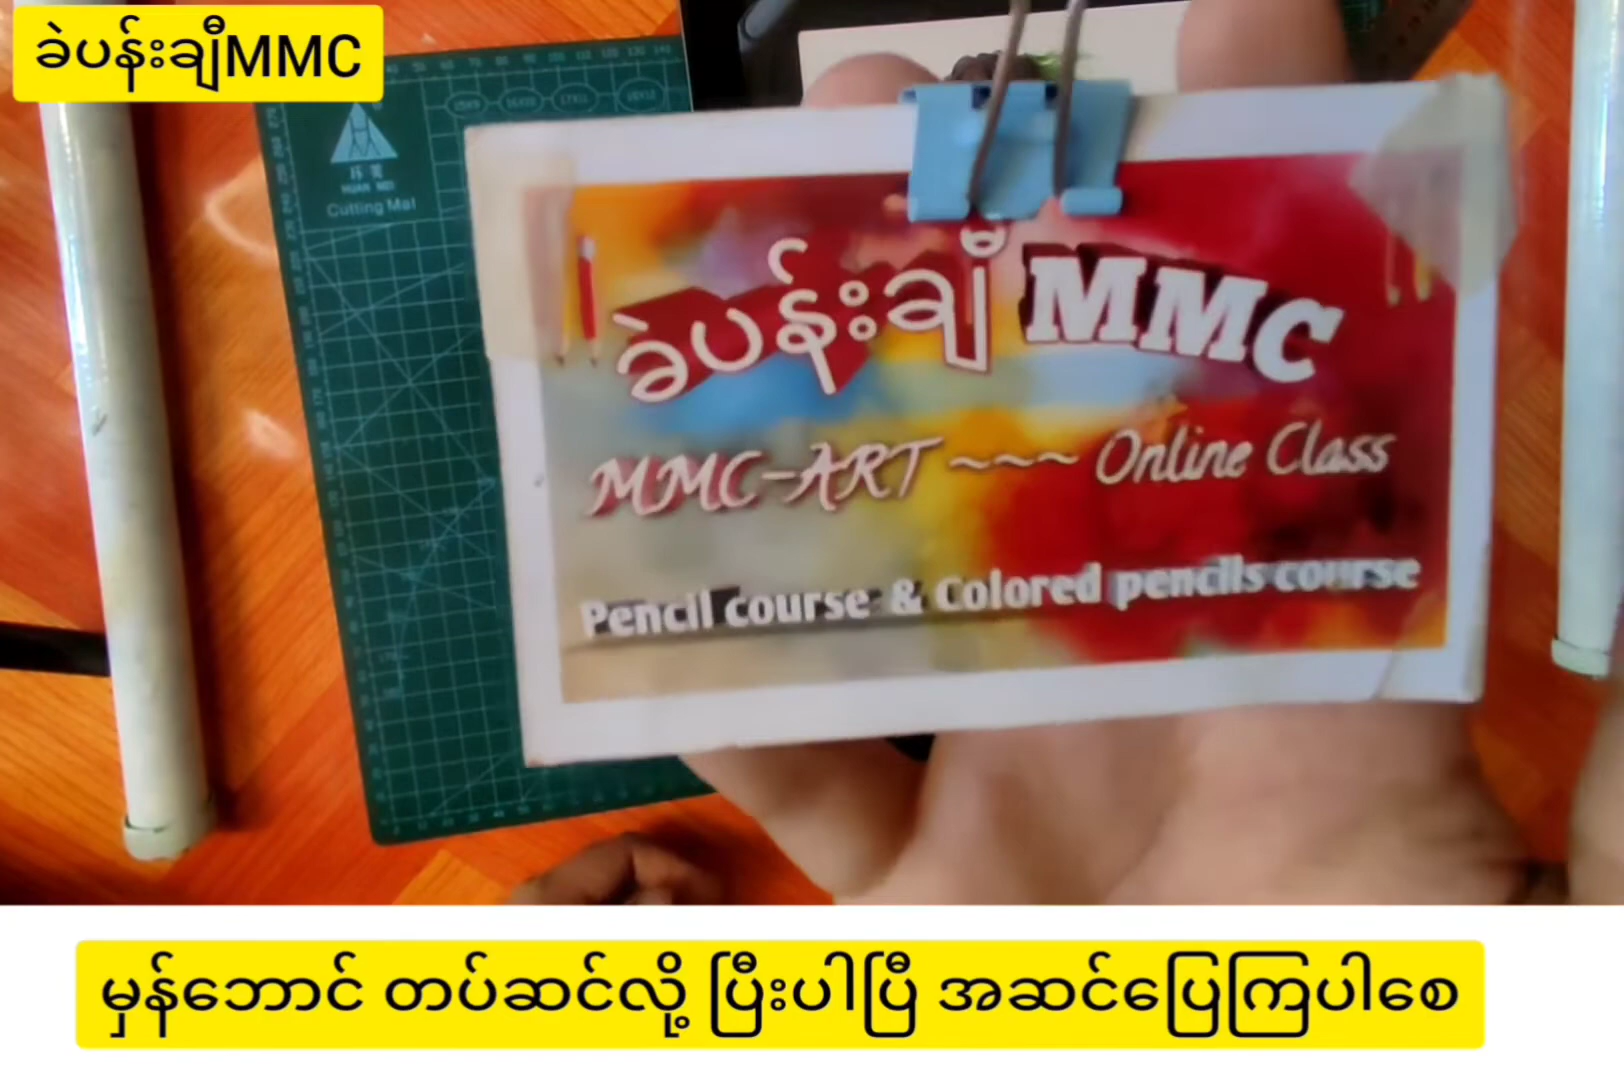 ခဲပန်းချီMMC
Cutting Mat
ခဲပန်းချီ MMC
MMC-ART ~~~ Online Class
Pencil course & Colored pencils course
မှန်ဘောင် တပ်ဆင်လို့ ပြီးပါပြီ အဆင်ပြေကြပါစေ